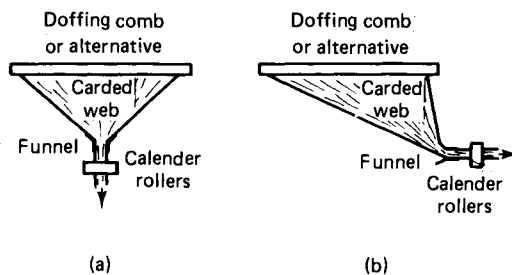 Doffing comb
or alternative
Carded
web
Funnel
Calender
rollers
(a)
Doffing comb
or alternative
Carded
web
Funnel
Calender
rollers
(b)